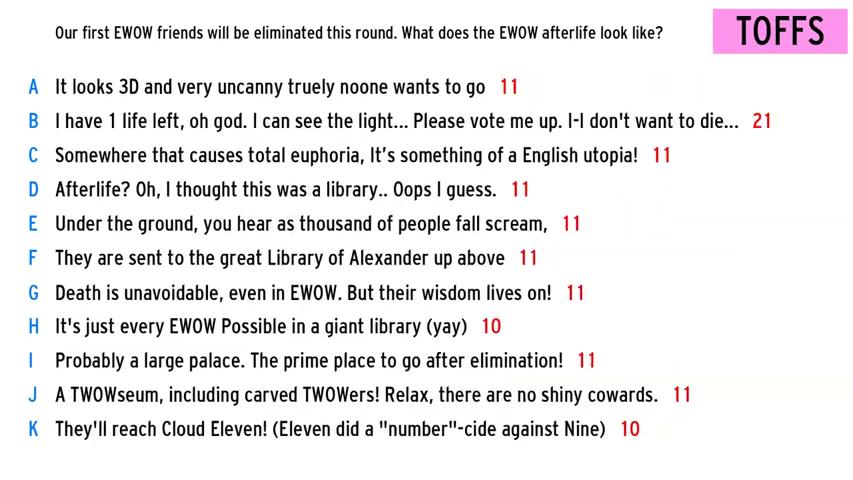 Our first EWOW friends will be eliminated this round. What does the EWOW afterlife look like?
TOFFS
A It looks 3D and very uncanny truely noone wants to go 11
B I have 1 life left, oh god. I can see the light... Please vote me up. I-I don't want to die... 21
C Somewhere that causes total euphoria, It's something of a English utopia! 11
D Afterlife? Oh, I thought this was a library.. Oops I guess. 11
E Under the ground, you hear as thousand of people fall scream, 11
F They are sent to the great Library of Alexander up above 11
G Death is unavoidable, even in EWOW. But their wisdom lives on! 11
H It's just every EWOW Possible in a giant library (yay) 10
I Probably a large palace. The prime place to go after elimination! 11
J A TWOWseum, including carved TWOWers! Relax, there are no shiny cowards. 11
K They'll reach Cloud Eleven! (Eleven did a "number"-cide against Nine) 10